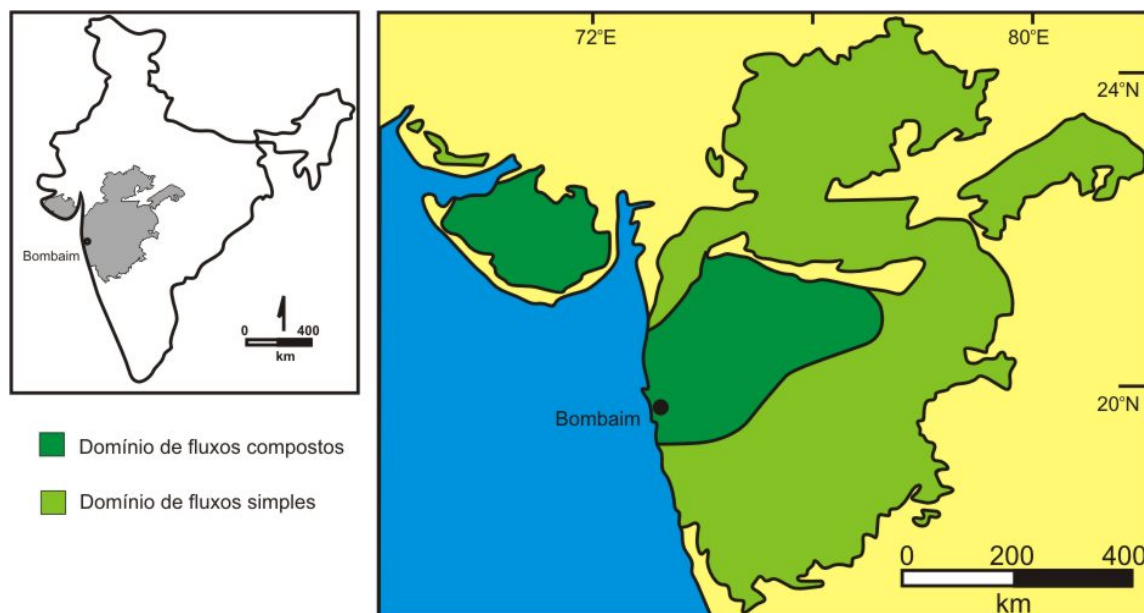 Bombaim
0 400
km
Domínio de fluxos compostos
Domínio de fluxos simples
72°E
80°E
24°N
20°N
Bombaim
0 200 400
km